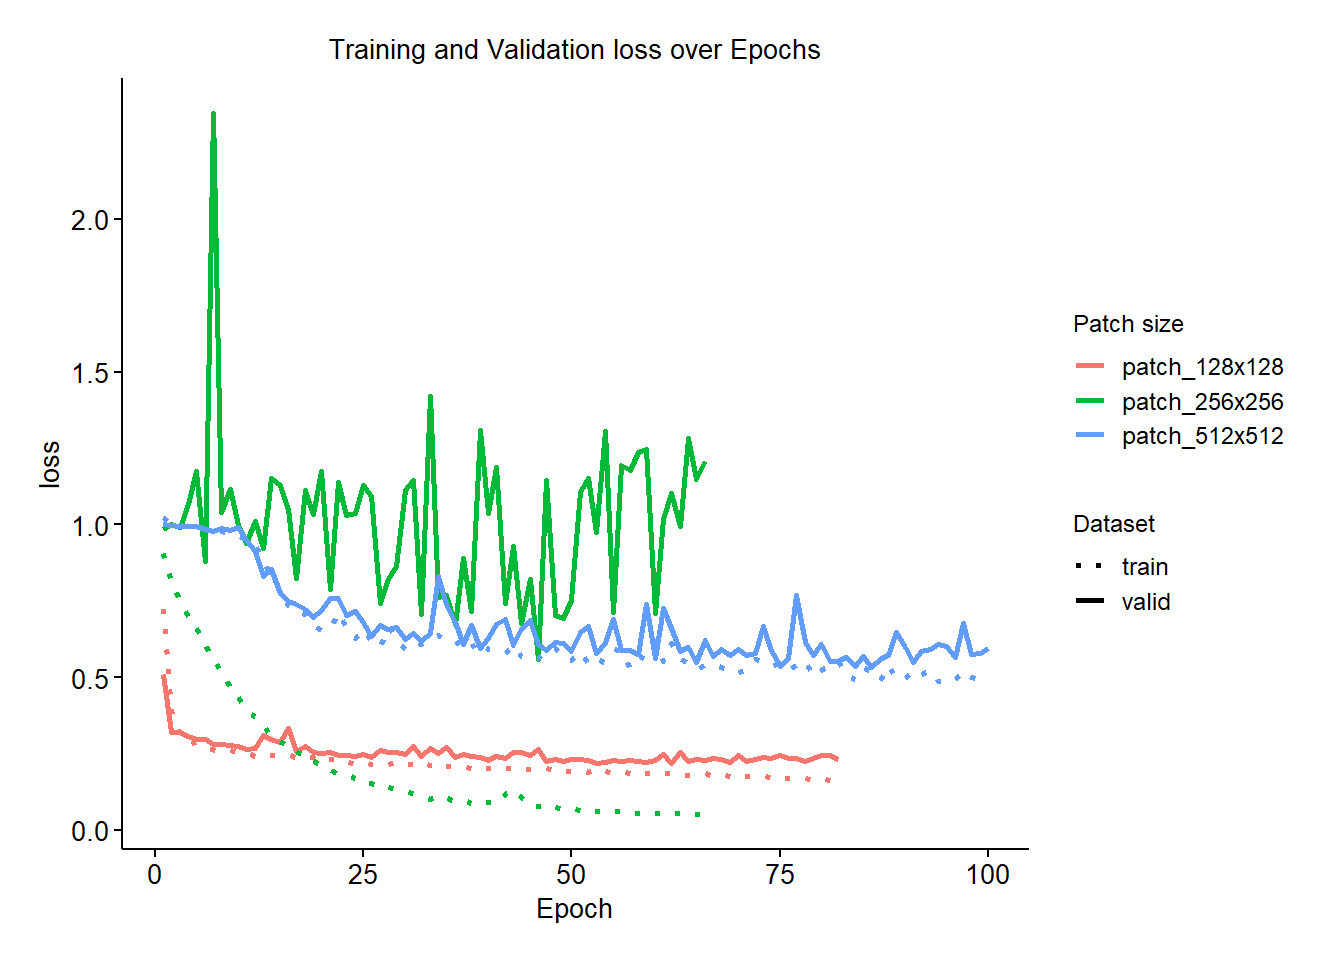 Training and Validation loss over Epochs
loss
2.0
1.5
1.0
0.5
0.0
0
25
50
75
100
Epoch
Patch size
patch_128x128
patch_256x256
patch_512x512
Dataset
train
valid